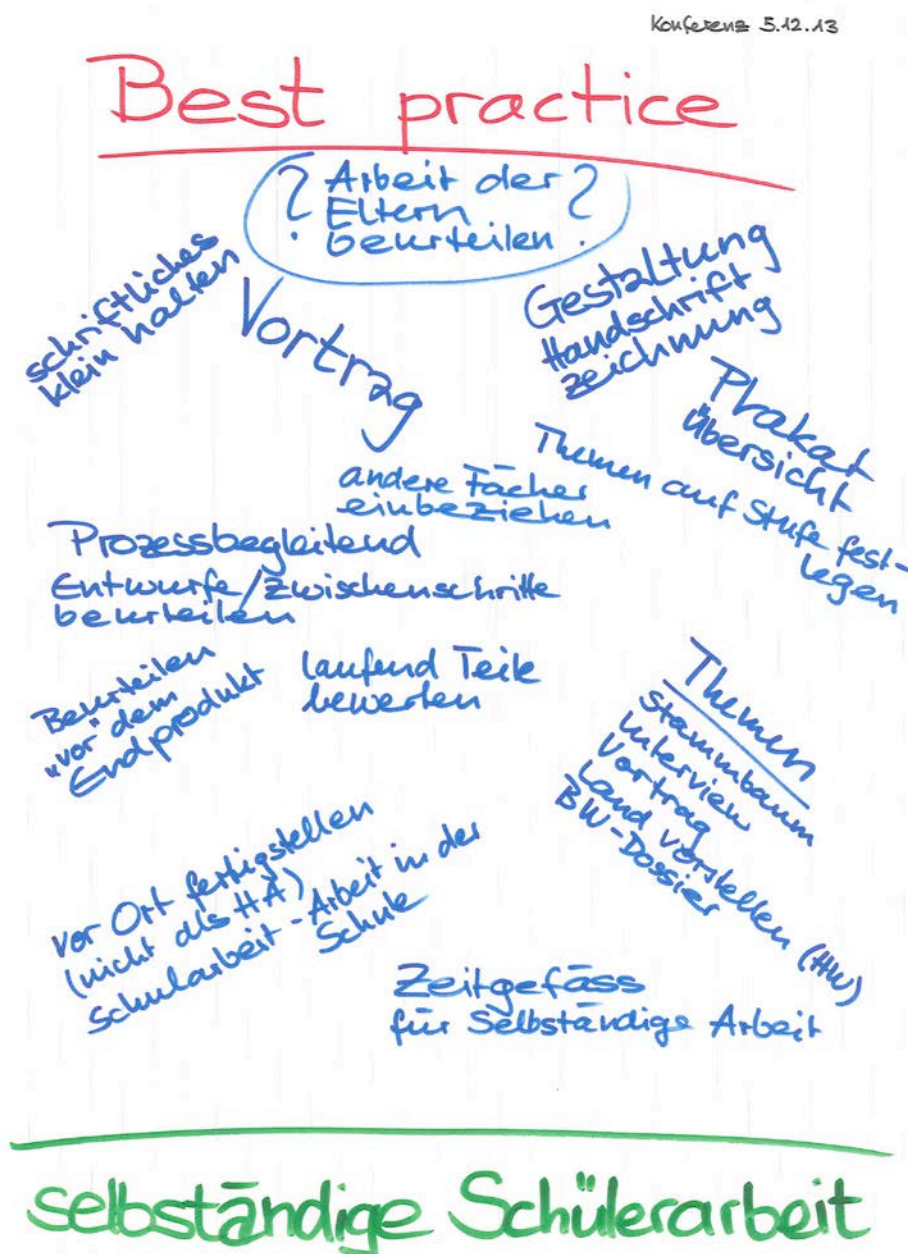 Konferenz 5.12.13
Best practice
? Arbeit der ?
Eltern
beurteilen
schriftliches
klein halten
Vortrag
Gestaltung
Handschrift
zeichnung
Plakat
Übersicht
andere Fächer
einbeziehen
Themen auf Stufe fest-
legen
Prozessbegleitend
Entwürfe/Zwischenschritte
beurteilen
Beurteilen
"vor" dem
Endprodukt
laufend Teile
bewerten
Themen
Stammbaum
Interview
Vortrag
Land vorstellen (HW)
BW-Dossier
vor Ort fertigstellen
(nicht als HA)
Schularbeit - Arbeit in der
Schule
Zeitgefäss
für Selbständige Arbeit
selbständige Schülerarbeit